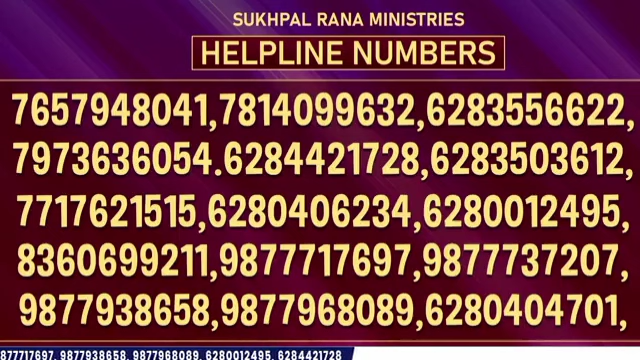 SUKHPAL RANA MINISTRIES
HELPLINE NUMBERS
7657948041,7814099632,6283556622,
7973636054.6284421728,6283503612,
7717621515,6280406234,6280012495,
8360699211,9877717697,9877737207,
9877938658,9877968089,6280404701,
877717697, 9877938658, 9877968089, 6280012495, 6284421728